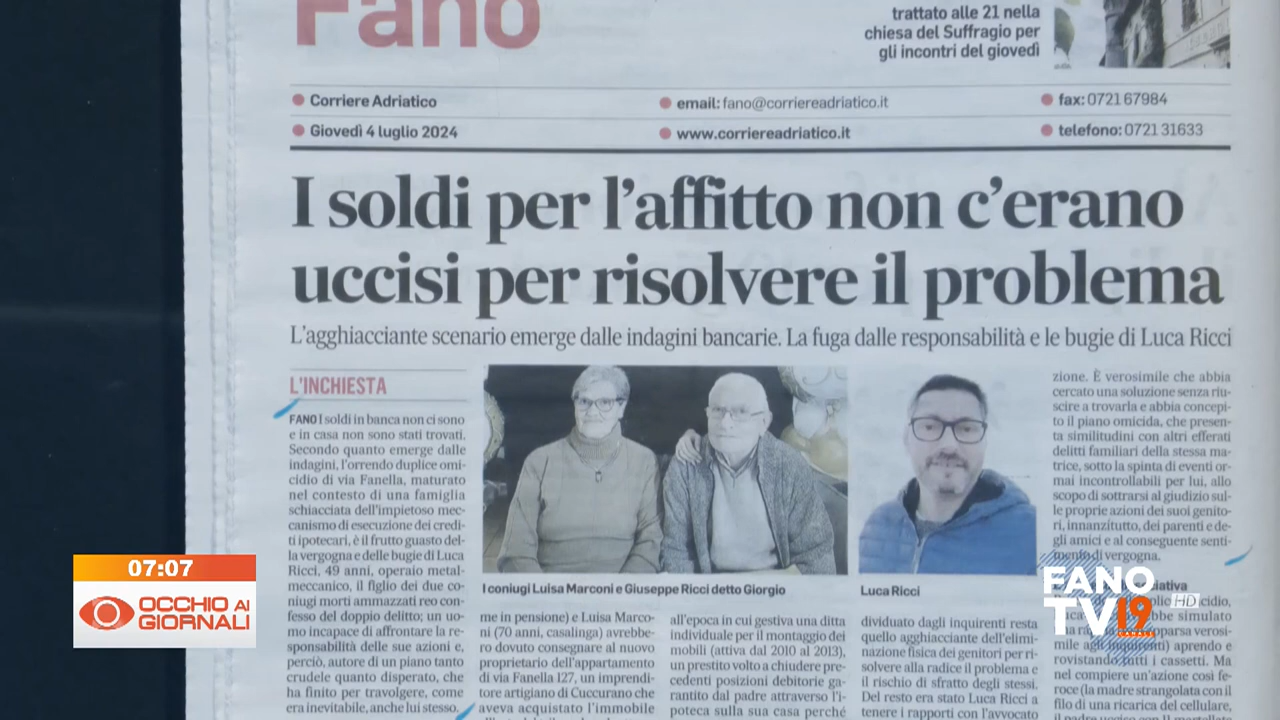 Fano
trattato alle 21 nella
chiesa del Suffragio per
gli incontri del giovedì
Corriere Adriatico
email: fano@corriereadriatico.it
fax: 0721 67984
Giovedì 4 luglio 2024
www.corriereadriatico.it
telefono: 0721 31633
I soldi per l'affitto non c'erano
uccisi per risolvere il problema
L'agghiacciante scenario emerge dalle indagini bancarie. La fuga dalle responsabilità e le bugie di Luca Ricci
L'INCHIESTA
FANO I soldi in banca non ci sono
e in casa non sono stati trovati.
Secondo quanto emerge dalle
indagini, l'orrendo duplice omi-
cidio di via Fanella, maturato
nel contesto di una famiglia
schiacciata dell'impietoso mec-
canismo di esecuzione dei credi-
ti ipotecari, è il frutto guasto del-
la vergogna e delle bugie di Luca
Ricci, 49 anni, operaio metal-
meccanico, il figlio dei due co-
niugi morti ammazzati reo con-
fesso del doppio delitto; un uo-
mo incapace di affrontare la re-
sponsabilità delle sue azioni e,
perciò, autore di un piano tanto
crudele quanto disperato, che
ha finito per travolgere, come
era inevitabile, anche lui stesso.
I coniugi Luisa Marconi e Giuseppe Ricci detto Giorgio
Luca Ricci
me in pensione) e Luisa Marco-
ni (70 anni, casalinga) avrebbe-
ro dovuto consegnare al nuovo
proprietario dell'appartamento
di via Fanella 127, un imprendi-
tore artigiano di Cuccurano che
aveva acquistato l'immobile
all'epoca in cui gestiva una ditta
individuale per il montaggio dei
mobili (attiva dal 2010 al 2013),
un prestito volto a chiudere pre-
cedenti posizioni debitorie ga-
rantito dal padre attraverso l'i-
poteca sulla sua casa perché
dividuato dagli inquirenti resta
quello agghiacciante dell'elimi-
nazione fisica dei genitori per ri-
solvere alla radice il problema e
il rischio di sfratto degli stessi.
Del resto era stato Luca Ricci a
tenere i rapporti con l'avvocato
zione. È verosimile che abbia
cercato una soluzione senza riu-
scire a trovarla e abbia concepi-
to il piano omicida, che presen-
ta similitudini con altri efferati
delitti familiari della stessa ma-
trice, sotto la spinta di eventi or-
mai incontrollabili per lui, allo
scopo di sottrarsi al giudizio sul-
le proprie azioni dei suoi genito-
ri, innanzitutto, dei parenti e de-
gli amici e al conseguente senti-
mento di vergogna.
rovistando tutti i cassetti. Ma
nel compiere un'azione così fe-
roce (la madre strangolata con il
filo di una ricarica del cellulare,
07:07
OCCHIO AI
GIORNALI
FANO
TV 19
HD